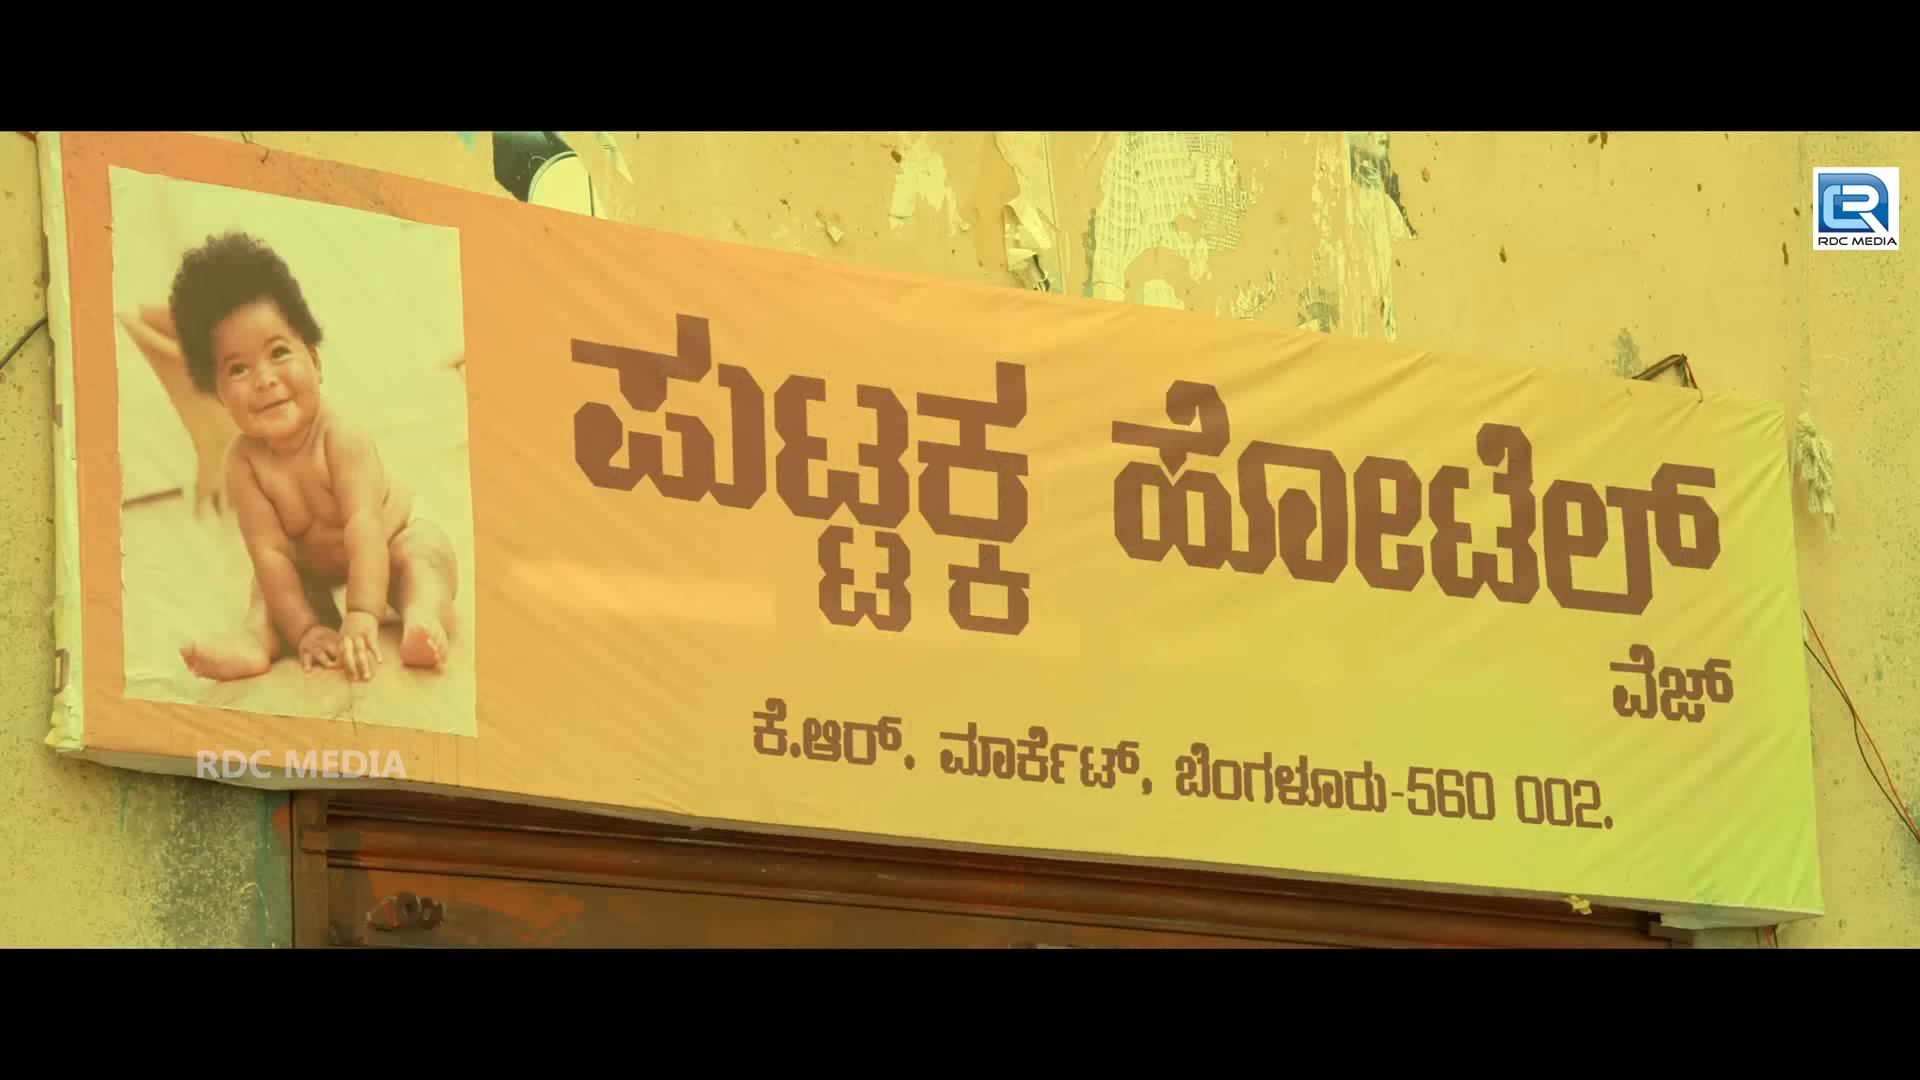 RDC MEDIA
ಪುಟ್ಟಕ್ಕ ಹೋಟೆಲ್
ವೆಜ್
ಕೆ.ಆರ್. ಮಾರ್ಕೆಟ್, ಬೆಂಗಳೂರು-560 002.
RDC MEDIA